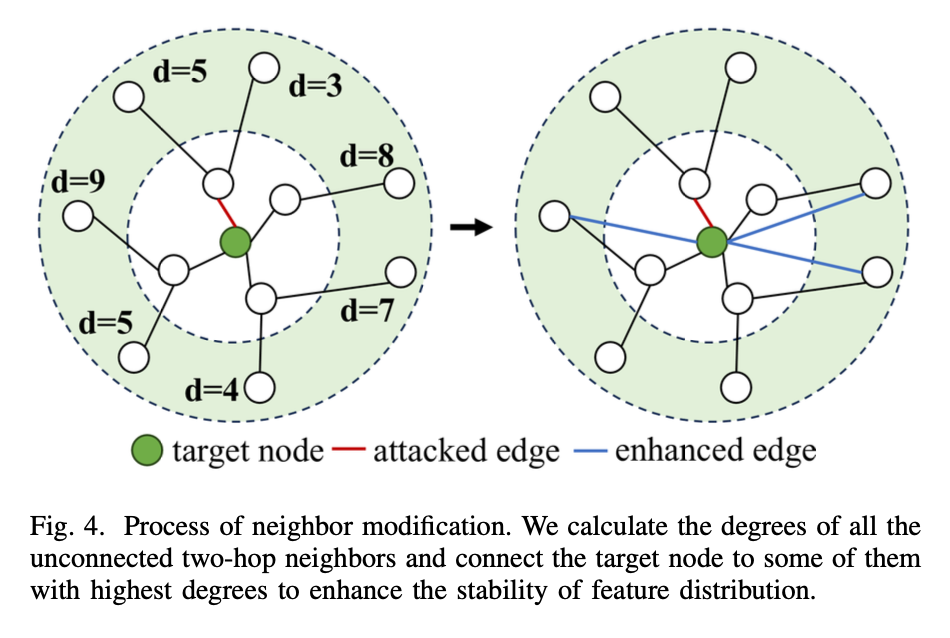 d=5
d=3
d=8
d=9
d=5
d=7
d=4
target node attacked edge enhanced edge
Fig. 4. Process of neighbor modification. We calculate the degrees of all the
unconnected two-hop neighbors and connect the target node to some of them
with highest degrees to enhance the stability of feature distribution.